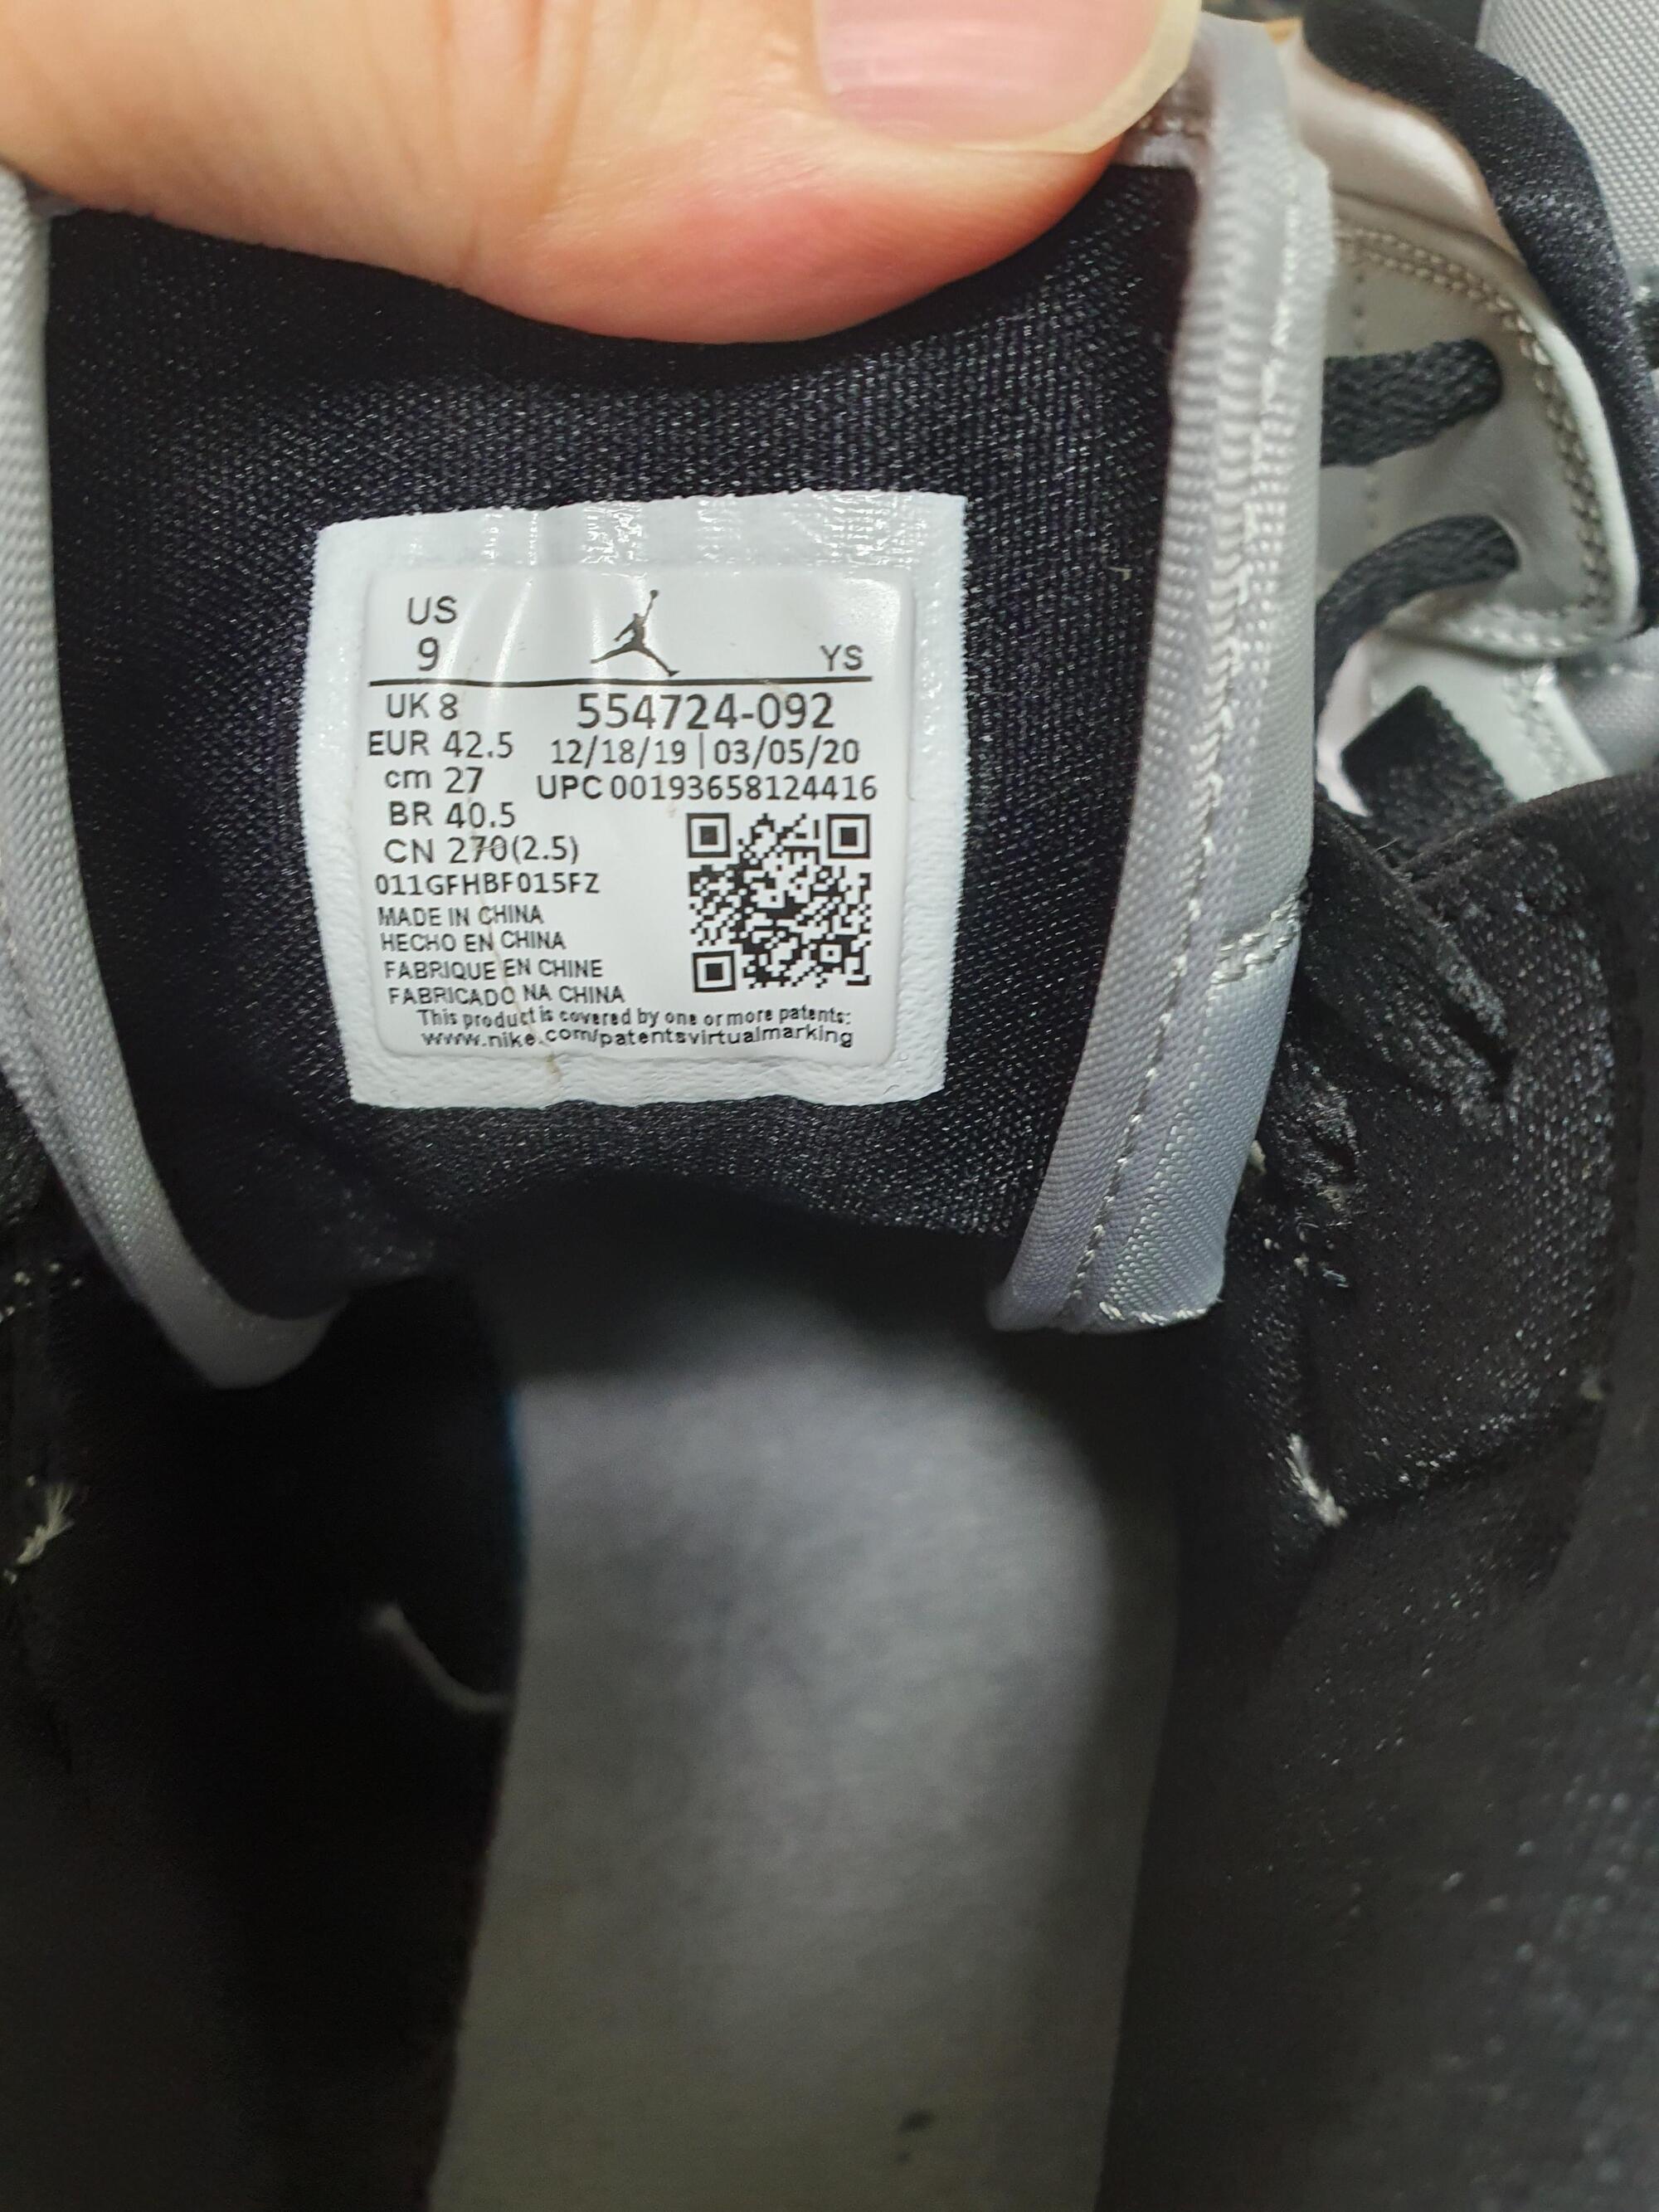 US
9 YS
UK 8 554724-092
EUR 42.5 12/18/19 | 03/05/20
cm 27 UPC 00193658124416
BR 40.5
CN 270(2.5)
011GFHBF015FZ
MADE IN CHINA
HECHO EN CHINA
FABRIQUE EN CHINE
FABRICADO NA CHINA
This product is covered by one or more patents:
www.nike.com/patentsvirtualmarking